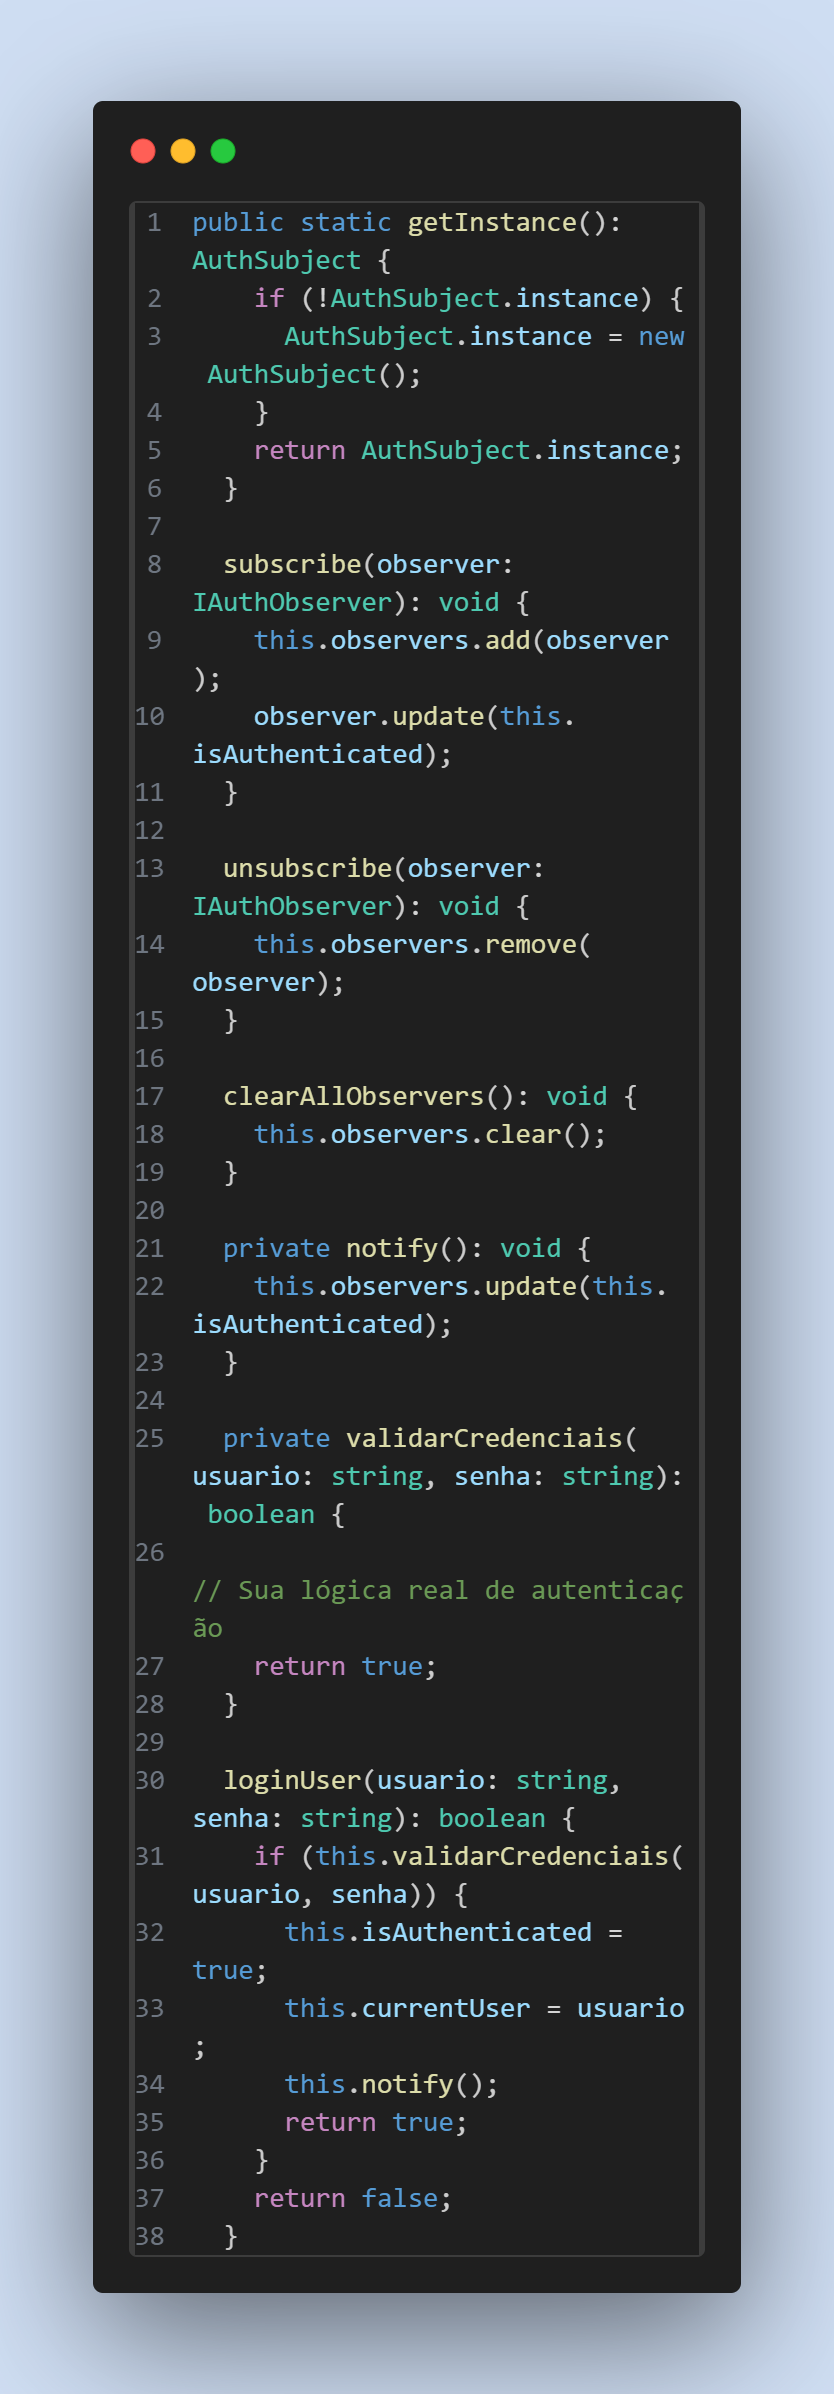 1 public static getInstance():
AuthSubject {
2     if (!AuthSubject.instance) {
3       AuthSubject.instance = new
 AuthSubject();
4     }
5     return AuthSubject.instance;
6   }
7
8   subscribe(observer:
IAuthObserver): void {
9     this.observers.add(observer
);
10     observer.update(this.
isAuthenticated);
11   }
12
13   unsubscribe(observer:
IAuthObserver): void {
14     this.observers.remove(
observer);
15   }
16
17   clearAllObservers(): void {
18     this.observers.clear();
19   }
20
21   private notify(): void {
22     this.observers.update(this.
isAuthenticated);
23   }
24
25   private validarCredenciais(
usuario: string, senha: string):
 boolean {
26
// Sua lógica real de autenticaç
ão
27     return true;
28   }
29
30   loginUser(usuario: string,
senha: string): boolean {
31     if (this.validarCredenciais(
usuario, senha)) {
32       this.isAuthenticated =
true;
33       this.currentUser = usuario
;
34       this.notify();
35       return true;
36     }
37     return false;
38   }